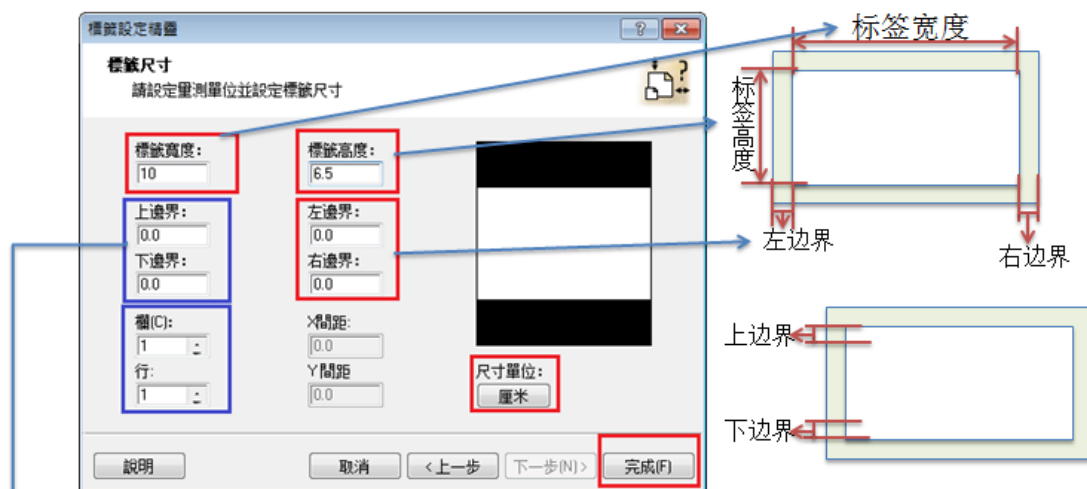 標籤設定精靈
標籤尺寸
請設定量測單位並設定標籤尺寸
標籤寬度:
10
標籤高度:
6.5
上邊界:
0.0
下邊界:
0.0
左邊界:
0.0
右邊界:
0.0
欄(C):
1
行:
1
X間距:
0.0
Y間距
0.0
尺寸單位:
厘米
說明
取消
<上一步
下一步(N)>
完成(F)
标签宽度
标签高度
左边界
右边界
上边界
下边界